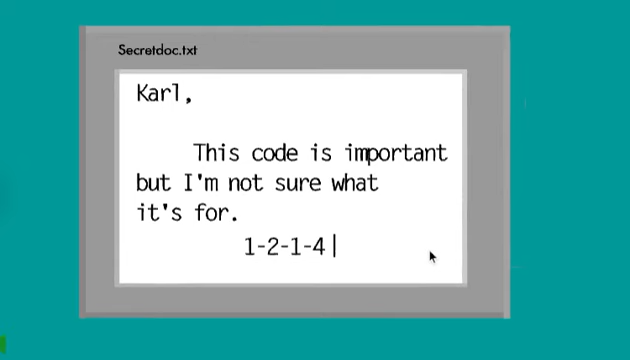 Secretdoc.txt
Karl,
This code is important
but I'm not sure what
it's for.
1-2-1-4